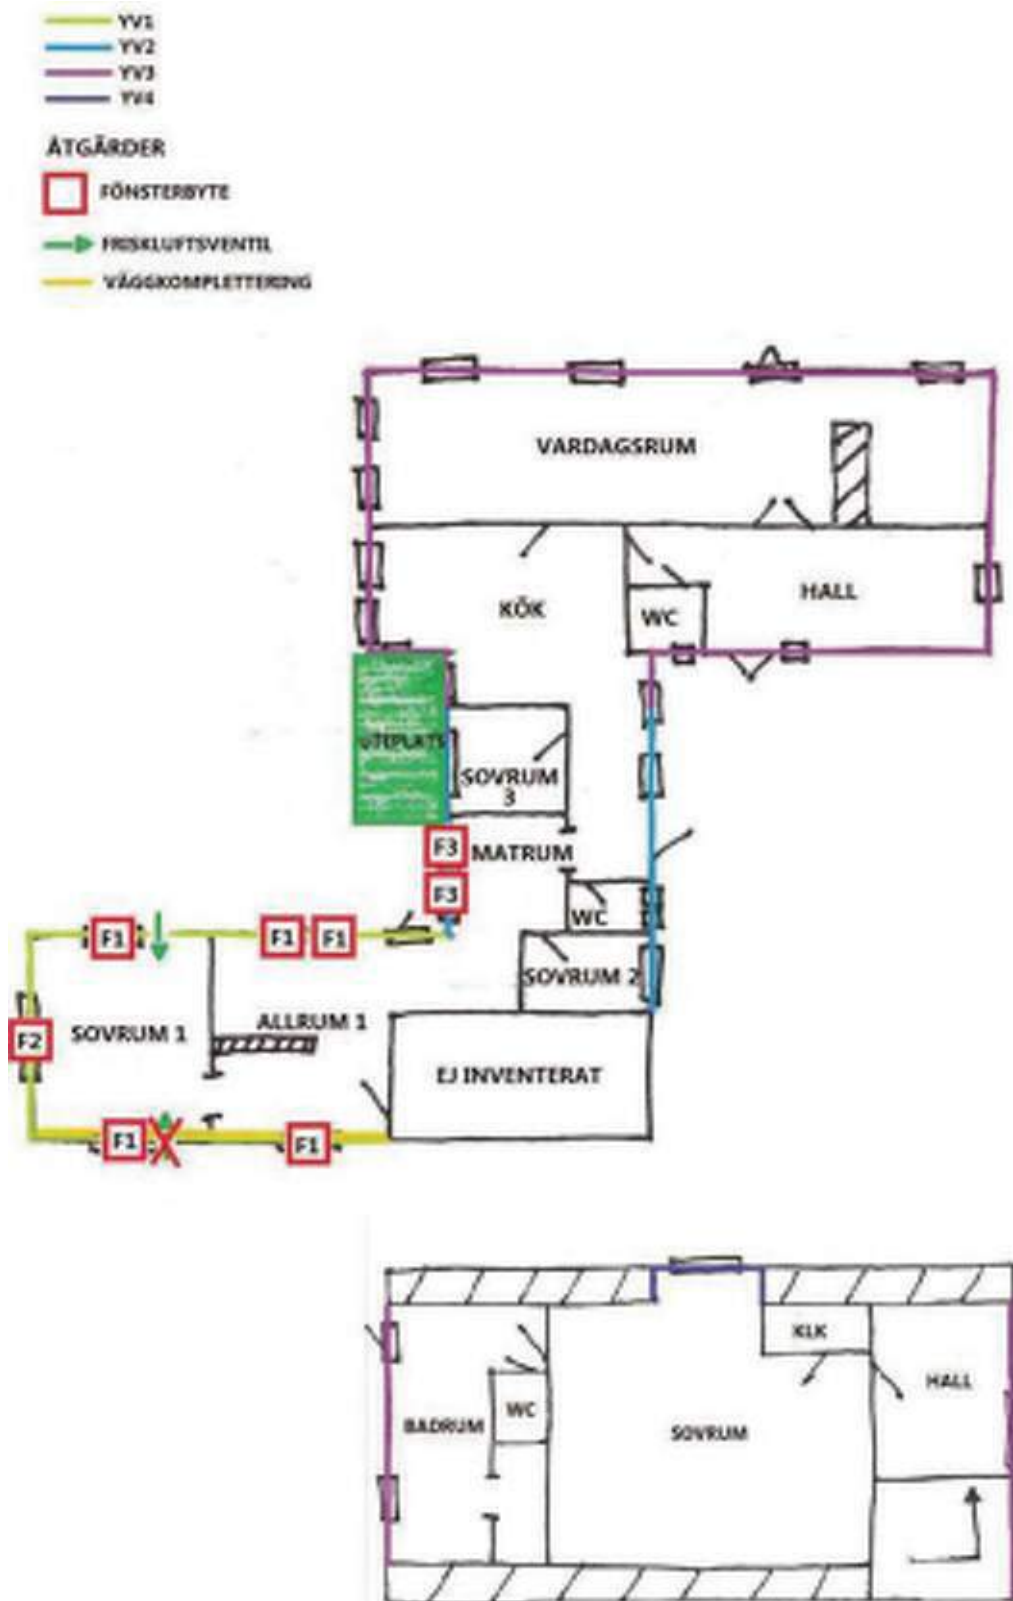 YV1
YV2
YV3
YV4
ÅTGÄRDER
FÖNSTERBYTE
FRISKLUFTSVENTIL
VÄGGKOMPLETTERING
VARDAGSRUM
KÖK
WC
HALL
UTEPLATS
SOVRUM
3
F3
MATRUM
F3
WC
F1
F1
F1
SOVRUM 2
F2
SOVRUM 1
ALLRUM 1
EJ INVENTERAT
F1
F1
KLK
HALL
BADRUM
WC
SOVRUM